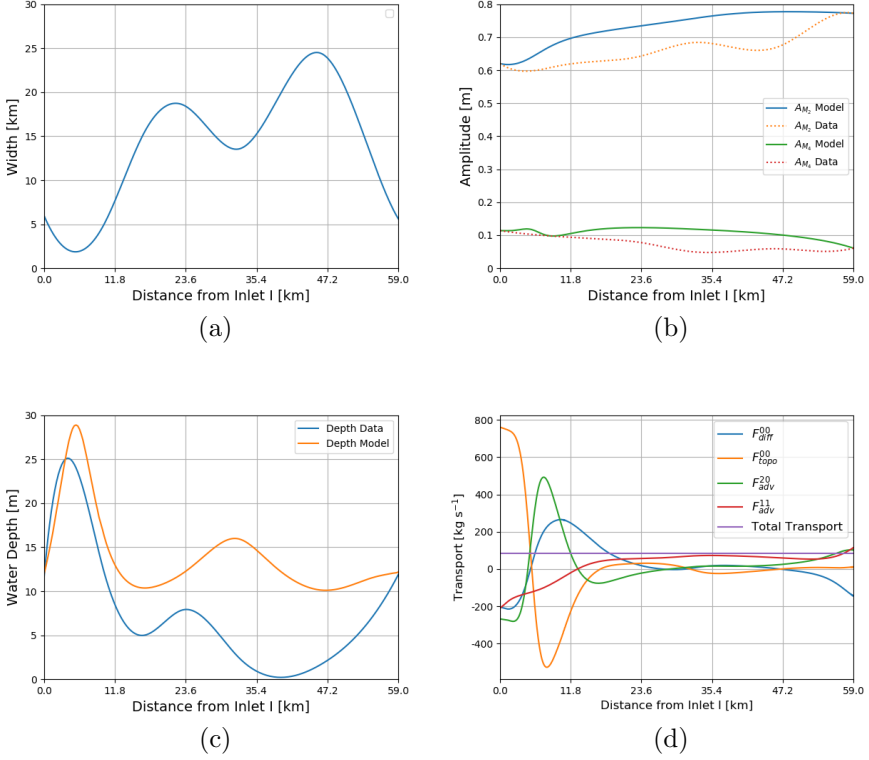 30
25
20
15
10
5
0
Width [km]
0.0 11.8 23.6 35.4 47.2 59.0
Distance from Inlet I [km]
(a)
0.8
0.7
0.6
0.5
0.4
0.3
0.2
0.1
0
Amplitude [m]
A_{M_2} Model
A_{M_2} Data
A_{M_4} Model
A_{M_4} Data
0.0 11.8 23.6 35.4 47.2 59.0
Distance from Inlet I [km]
(b)
30
25
20
15
10
5
0
Water Depth [m]
Depth Data
Depth Model
0.0 11.8 23.6 35.4 47.2 59.0
Distance from Inlet I [km]
(c)
800
600
400
200
0
-200
-400
Transport [kg s⁻¹]
F^{00}_{diff}
F^{00}_{topo}
F^{20}_{adv}
F^{11}_{adv}
Total Transport
0.0 11.8 23.6 35.4 47.2 59.0
Distance from Inlet I [km]
(d)